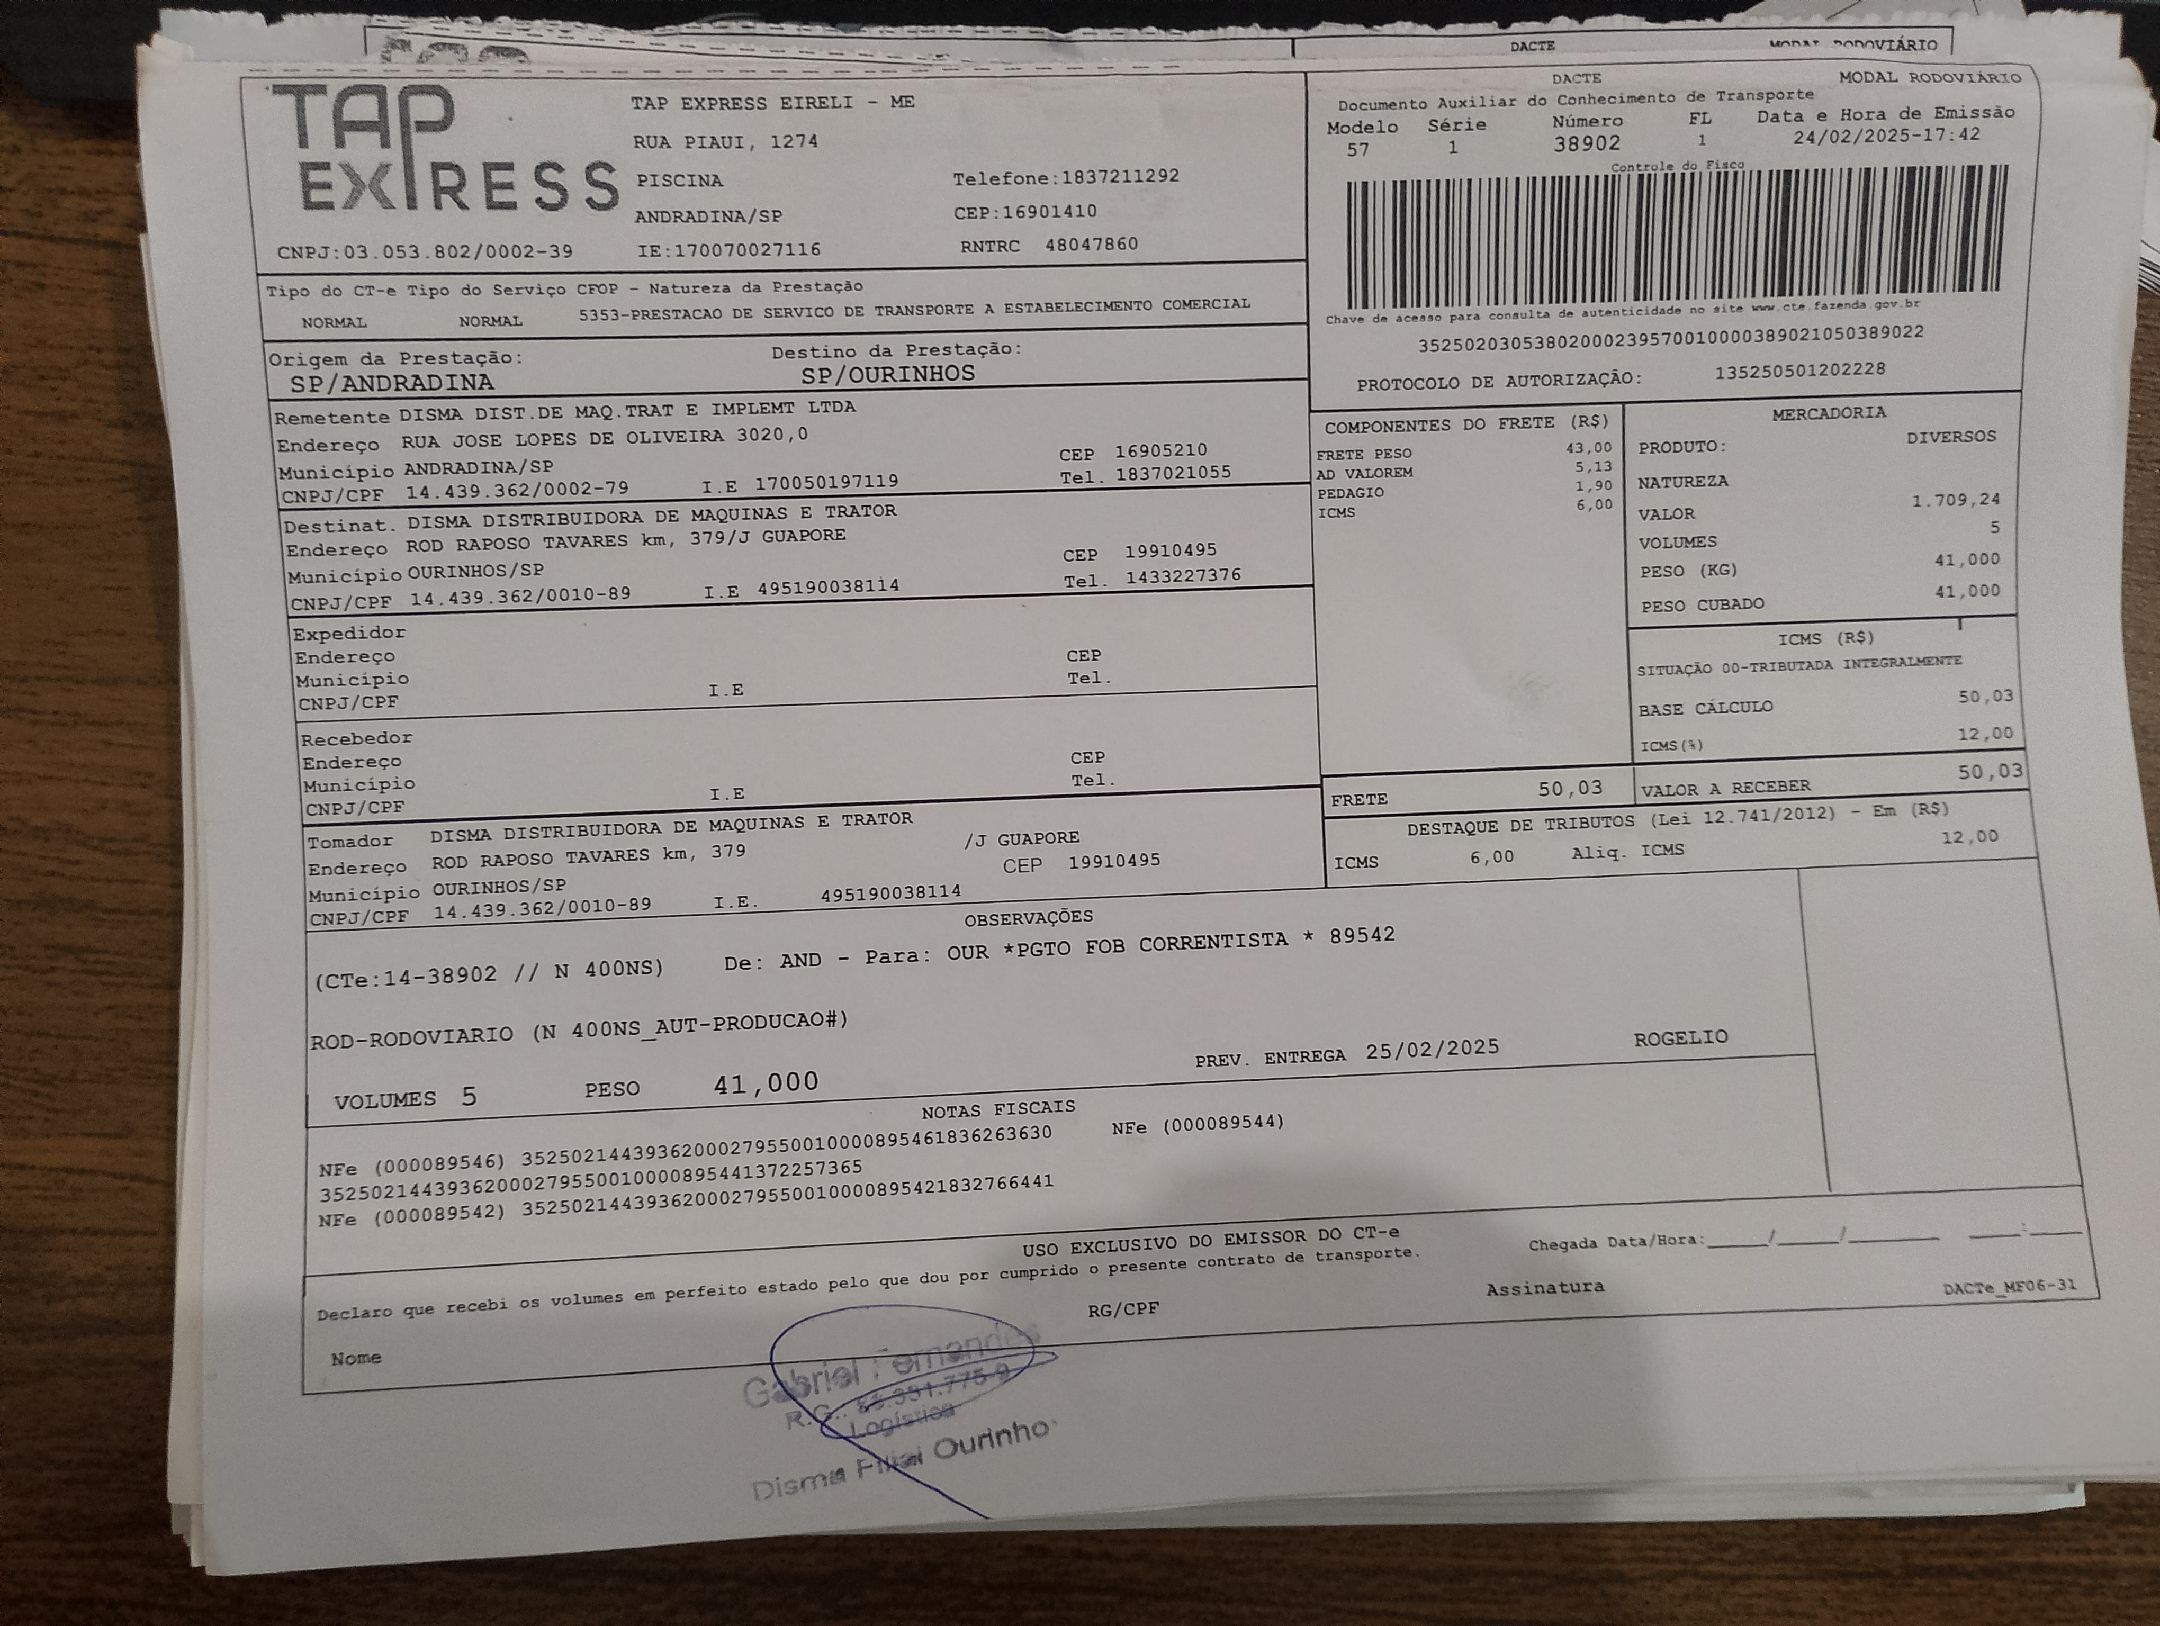 DACTE MODAL RODOVIÁRIO
TAP EXPRESS
TAP EXPRESS EIRELI - ME
RUA PIAUI, 1274
PISCINA Telefone:1837211292
ANDRADINA/SP CEP:16901410
CNPJ:03.053.802/0002-39 IE:170070027116 RNTRC 48047860
DACTE MODAL RODOVIÁRIO
Documento Auxiliar do Conhecimento de Transporte
Modelo Série Número FL Data e Hora de Emissão
57 1 38902 1 24/02/2025-17:42
Controle do Fisco
Chave de acesso para consulta de autenticidade no site www.cte.fazenda.gov.br
35250203053802000239570010000389021050389022
PROTOCOLO DE AUTORIZAÇÃO: 135250501202228
Tipo do CT-e Tipo do Serviço CFOP - Natureza da Prestação
NORMAL NORMAL 5353-PRESTACAO DE SERVICO DE TRANSPORTE A ESTABELECIMENTO COMERCIAL
Origem da Prestação: Destino da Prestação:
SP/ANDRADINA SP/OURINHOS
Remetente DISMA DIST.DE MAQ.TRAT E IMPLEMT LTDA
Endereço RUA JOSE LOPES DE OLIVEIRA 3020,0
Município ANDRADINA/SP CEP 16905210
CNPJ/CPF 14.439.362/0002-79 I.E 170050197119 Tel. 1837021055
Destinat. DISMA DISTRIBUIDORA DE MAQUINAS E TRATOR
Endereço ROD RAPOSO TAVARES km, 379/J GUAPORE
Município OURINHOS/SP CEP 19910495
CNPJ/CPF 14.439.362/0010-89 I.E 495190038114 Tel. 1433227376
Expedidor
Endereço CEP
Município Tel.
CNPJ/CPF I.E
Recebedor
Endereço CEP
Município Tel.
CNPJ/CPF I.E
Tomador DISMA DISTRIBUIDORA DE MAQUINAS E TRATOR
Endereço ROD RAPOSO TAVARES km, 379 /J GUAPORE
Município OURINHOS/SP CEP 19910495
CNPJ/CPF 14.439.362/0010-89 I.E. 495190038114
COMPONENTES DO FRETE (R$)
FRETE PESO 43,00
AD VALOREM 5,13
PEDAGIO 1,90
ICMS 6,00
MERCADORIA
PRODUTO: DIVERSOS
NATUREZA
VALOR 1.709,24
VOLUMES 5
PESO (KG) 41,000
PESO CUBADO 41,000
ICMS (R$)
SITUAÇÃO 00-TRIBUTADA INTEGRALMENTE
BASE CÁLCULO 50,03
ICMS(%) 12,00
FRETE 50,03 VALOR A RECEBER 50,03
DESTAQUE DE TRIBUTOS (Lei 12.741/2012) - Em (R$)
ICMS 6,00 Aliq. ICMS 12,00
OBSERVAÇÕES
(CTe:14-38902 // N 400NS) De: AND - Para: OUR *PGTO FOB CORRENTISTA * 89542
ROD-RODOVIARIO (N 400NS_AUT-PRODUCAO#)
PREV. ENTREGA 25/02/2025 ROGELIO
VOLUMES 5 PESO 41,000
NOTAS FISCAIS
NFe (000089546) 35250214439362000279550010000895461836263630 NFe (000089544)
35250214439362000279550010000895441372257365
NFe (000089542) 35250214439362000279550010000895421832766441
USO EXCLUSIVO DO EMISSOR DO CT-e
Declaro que recebi os volumes em perfeito estado pelo que dou por cumprido o presente contrato de transporte.
Chegada Data/Hora:_____/_____/_______ ____:____
Nome RG/CPF Assinatura DACTe_MF06-31
Gabriel Fernandes
R.G.:
Logística
Disma Filial Ourinho